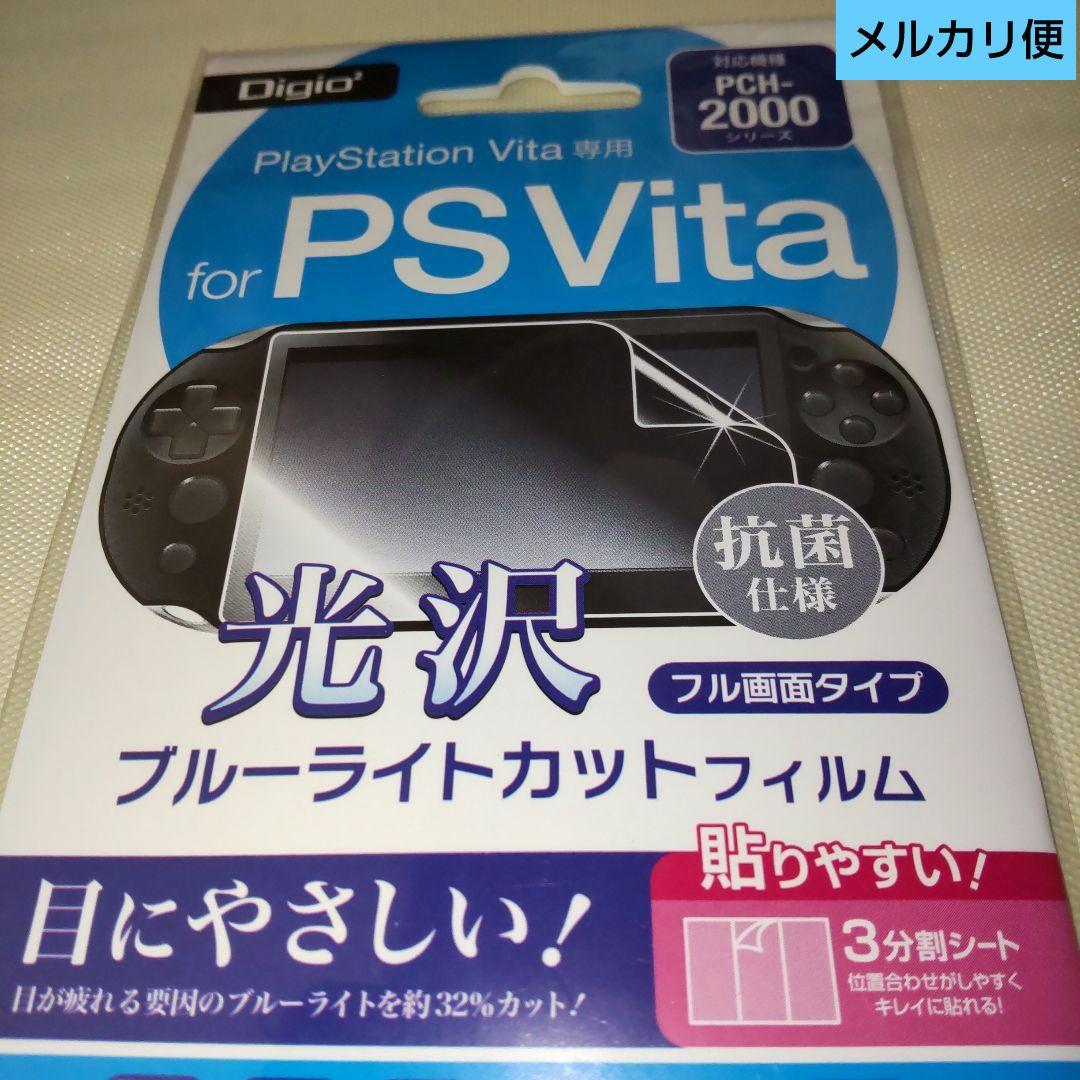 メルカリ便
Digio²
対応機種
PCH-
2000
シリーズ
PlayStation Vita 専用
for PS Vita
抗菌
仕様
光沢
フル画面タイプ
ブルーライトカットフィルム
目にやさしい!
目が疲れる要因のブルーライトを約32%カット!
貼りやすい!
3分割シート
位置合わせがしやすく
キレイに貼れる!